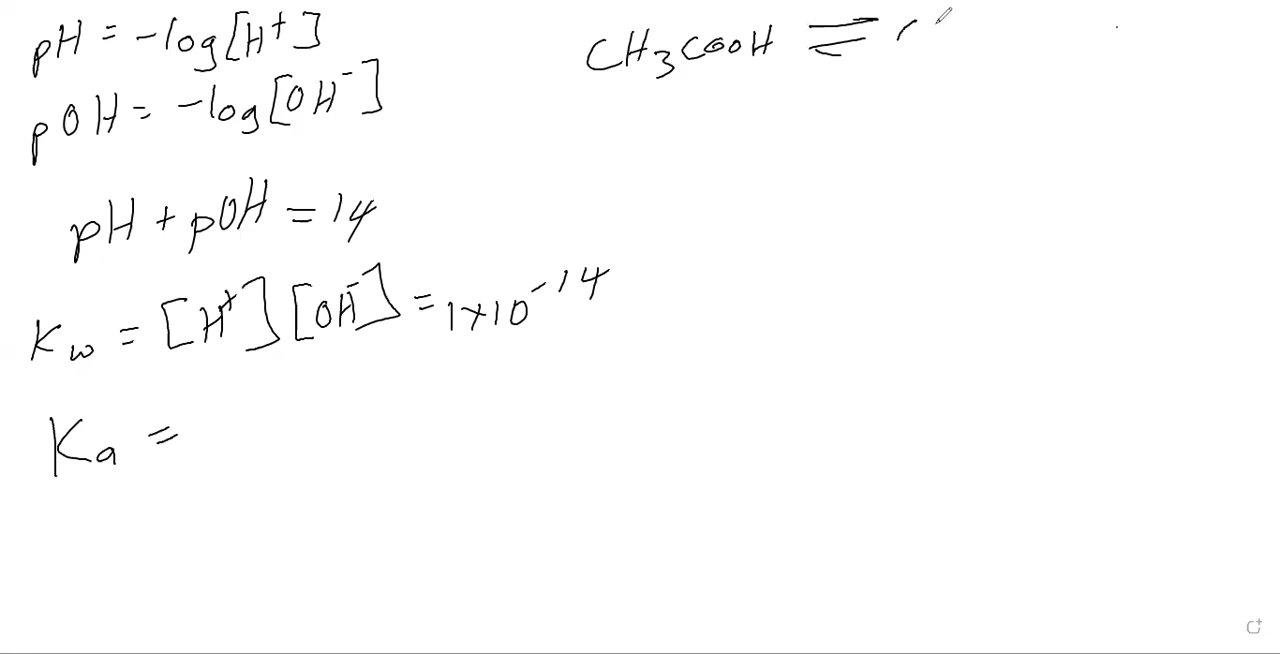 pH = -log[H⁺]
pOH = -log[OH⁻]
pH + pOH = 14
Kw = [H⁺][OH⁻] = 1×10⁻¹⁴
Ka =
CH₃COOH ⇌